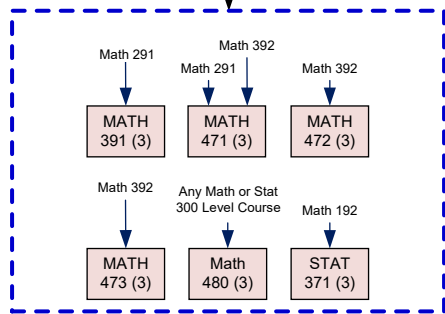 Math 291
Math 291
Math 392
Math 392
MATH
391 (3)
MATH
471 (3)
MATH
472 (3)
Math 392
Any Math or Stat
300 Level Course
Math 192
MATH
473 (3)
Math
480 (3)
STAT
371 (3)